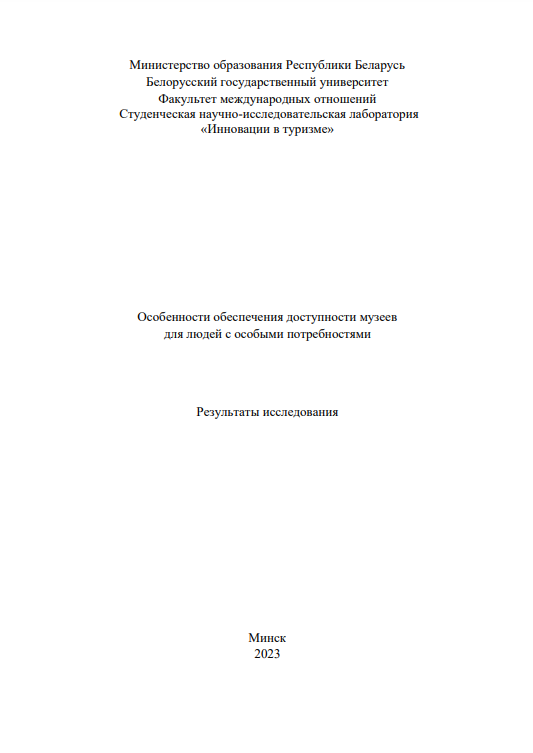 Министерство образования Республики Беларусь
Белорусский государственный университет
Факультет международных отношений
Студенческая научно-исследовательская лаборатория
«Инновации в туризме»
Особенности обеспечения доступности музеев
для людей с особыми потребностями
Результаты исследования
Минск
2023